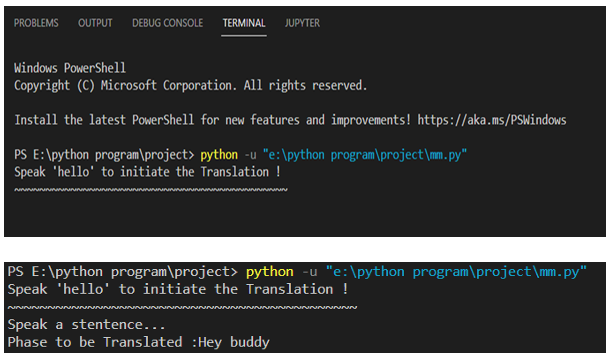 PROBLEMS OUTPUT DEBUG CONSOLE TERMINAL JUPYTER
Windows PowerShell
Copyright (C) Microsoft Corporation. All rights reserved.
Install the latest PowerShell for new features and improvements! https://aka.ms/PSWindows
PS E:\python program\project> python -u "e:\python program\project\mm.py"
Speak 'hello' to initiate the Translation !
~~~~~~~~~~~~~~~~~~~~~~~~~~~~~~~~~~~~~~~~~~~~
PS E:\python program\project> python -u "e:\python program\project\mm.py"
Speak 'hello' to initiate the Translation !
~~~~~~~~~~~~~~~~~~~~~~~~~~~~~~~~~~~~~~~~~~~~
Speak a stentence...
Phase to be Translated :Hey buddy